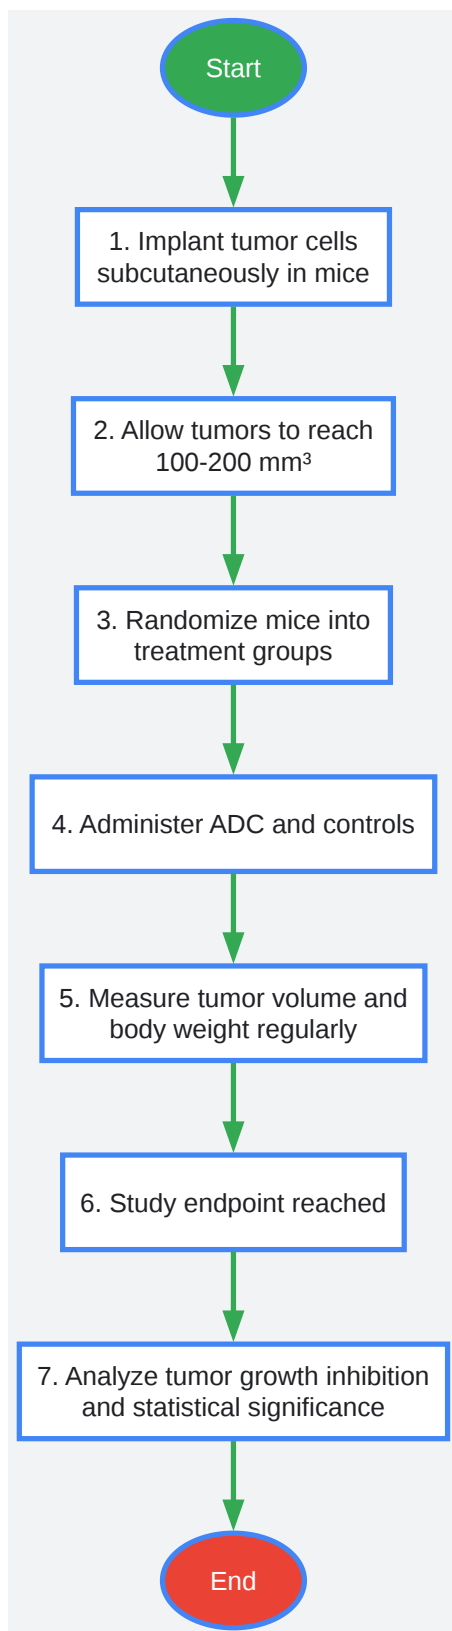 Start
1. Implant tumor cells
subcutaneously in mice
2. Allow tumors to reach
100-200 mm³
3. Randomize mice into
treatment groups
4. Administer ADC and controls
5. Measure tumor volume and
body weight regularly
6. Study endpoint reached
7. Analyze tumor growth inhibition
and statistical significance
End